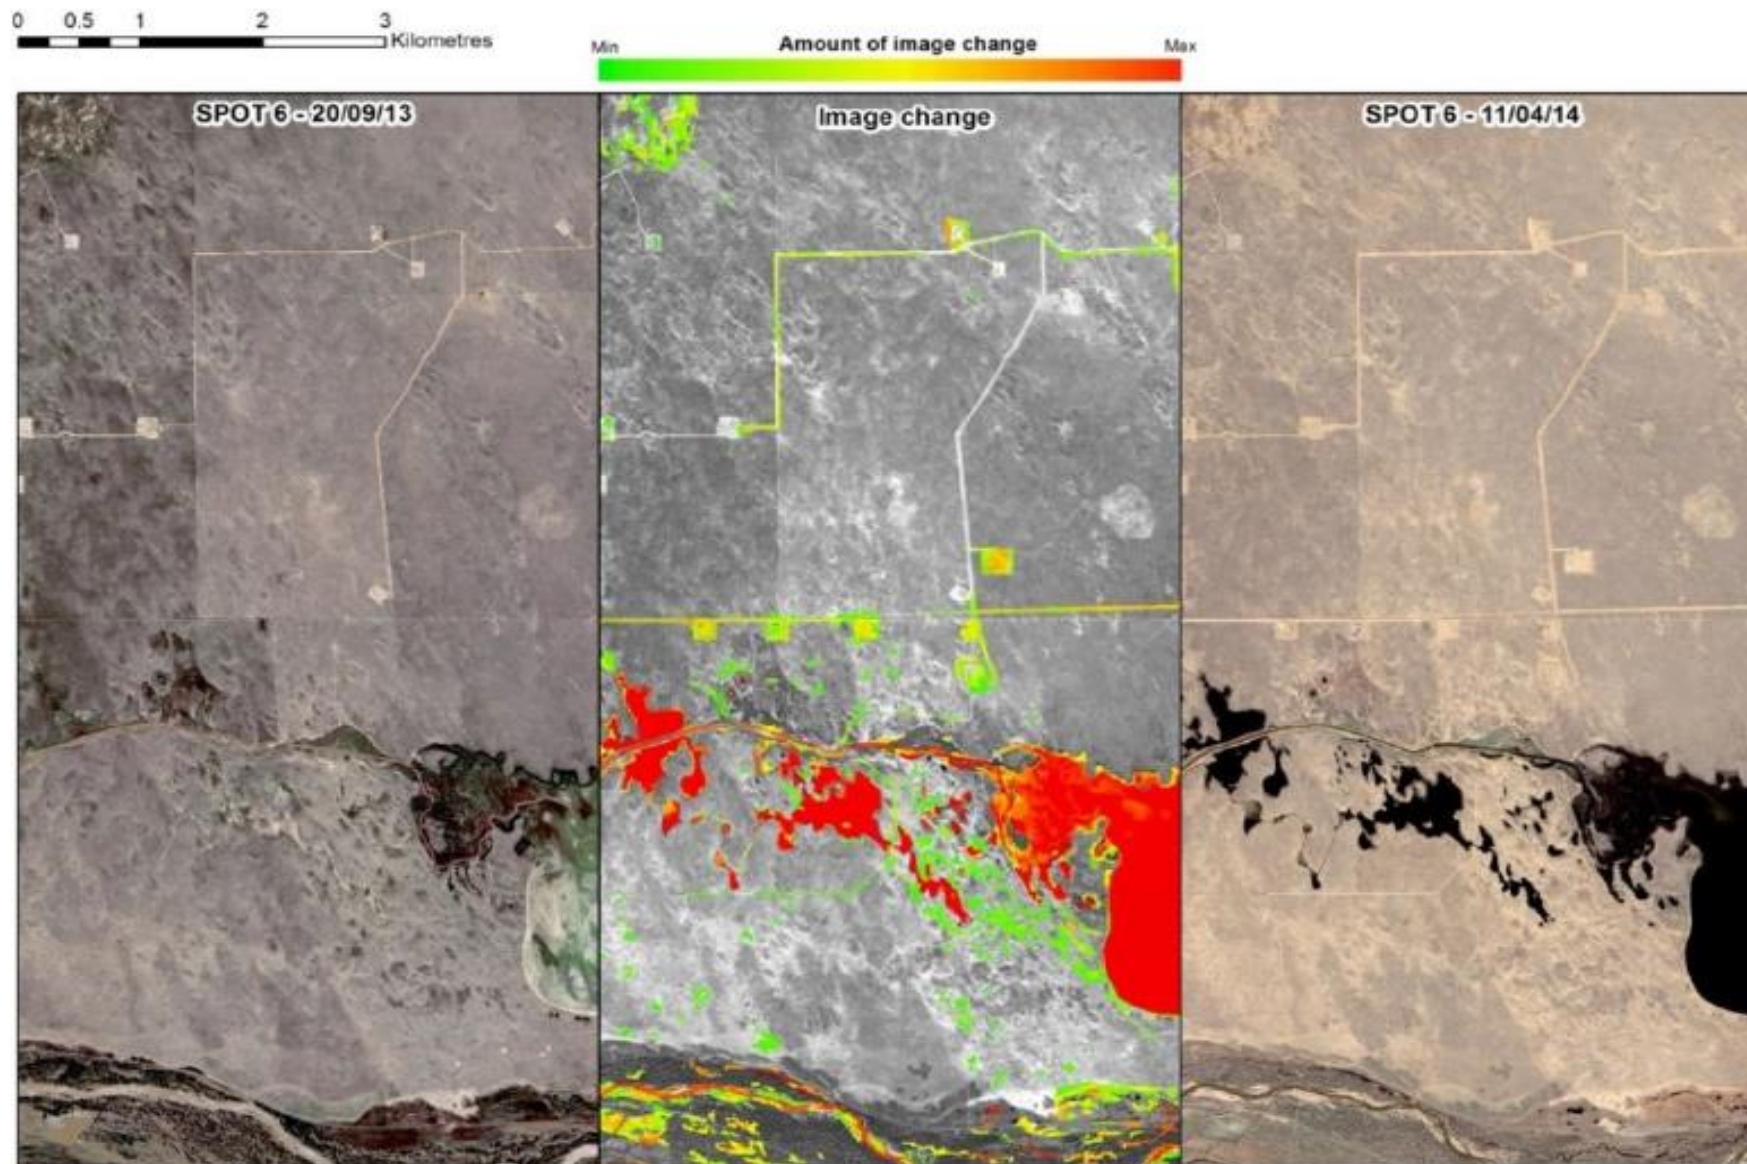 0 0.5 1 2 3
Kilometres
Min Amount of image change Max
SPOT 6 - 20/09/13
Image change
SPOT 6 - 11/04/14